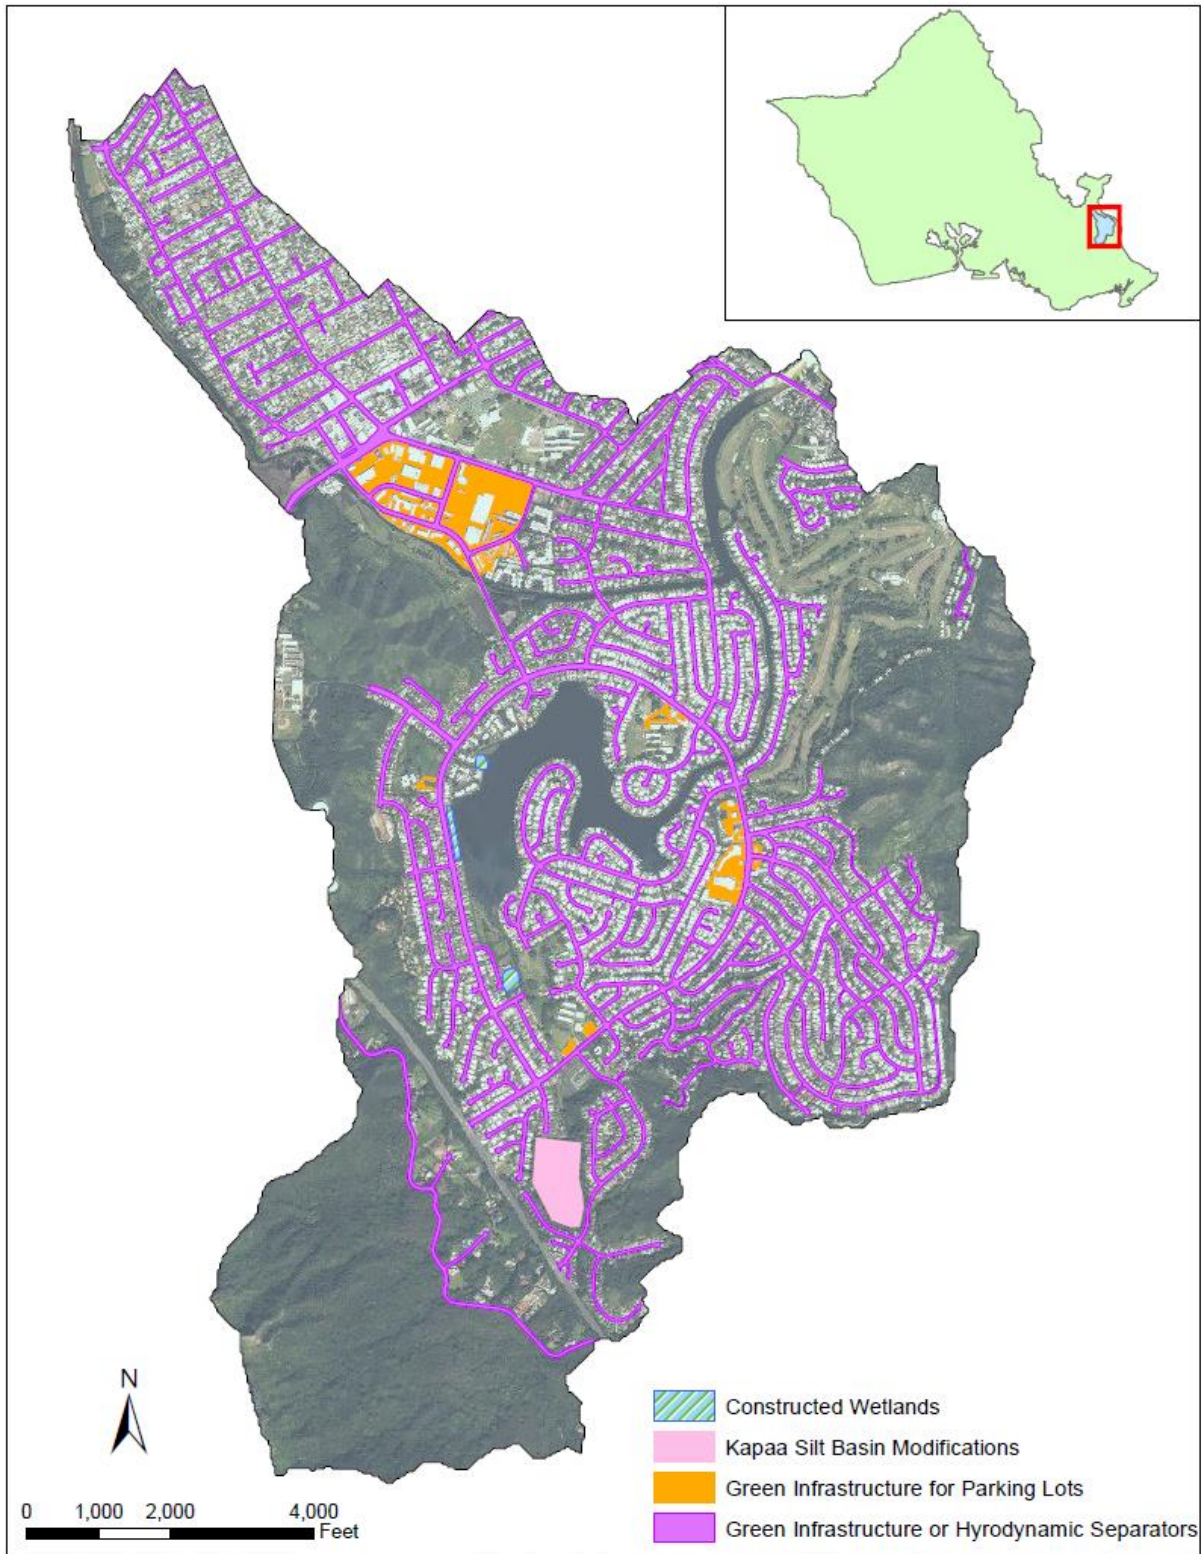 N
0 1,000 2,000 4,000
Feet
Constructed Wetlands
Kapaa Silt Basin Modifications
Green Infrastructure for Parking Lots
Green Infrastructure or Hyrodynamic Separators